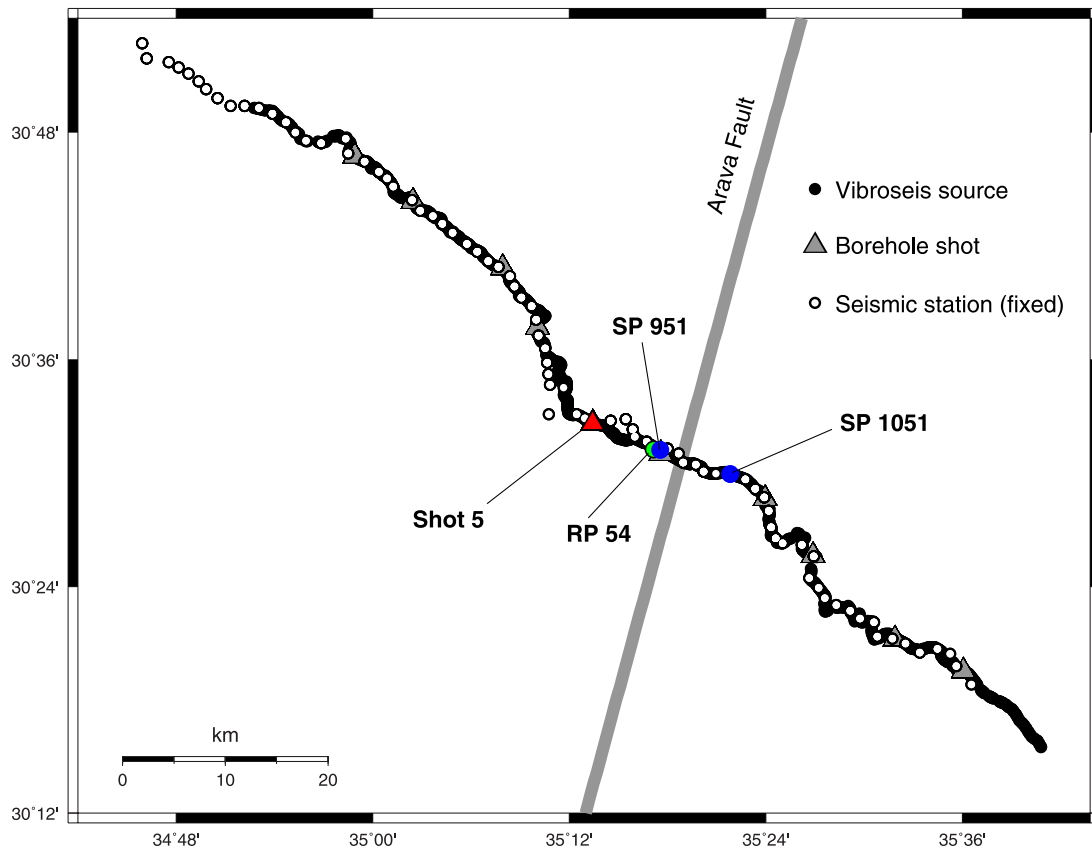 30°48'
Arava Fault
Vibroseis source
Borehole shot
Seismic station (fixed)
SP 951
30°36'
SP 1051
Shot 5
RP 54
30°24'
km
0 10 20
30°12'
34°48' 35°00' 35°12' 35°24' 35°36'